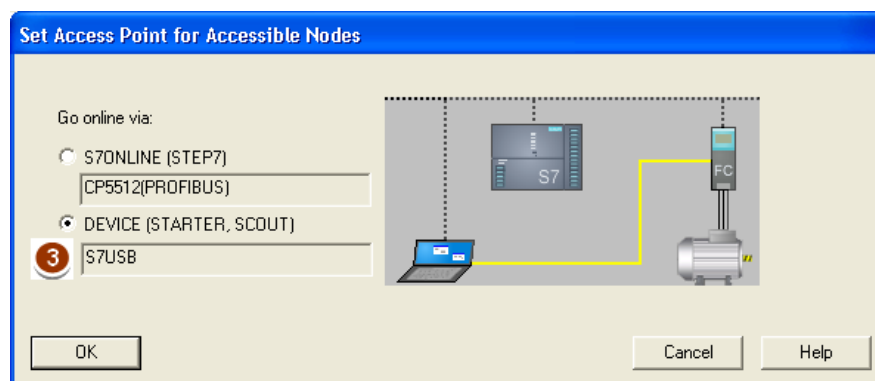 Set Access Point for Accessible Nodes
Go online via:
S7ONLINE (STEP7)
CP5512(PROFIBUS)
DEVICE (STARTER, SCOUT)
3
S7USB
S7
FC
OK
Cancel
Help